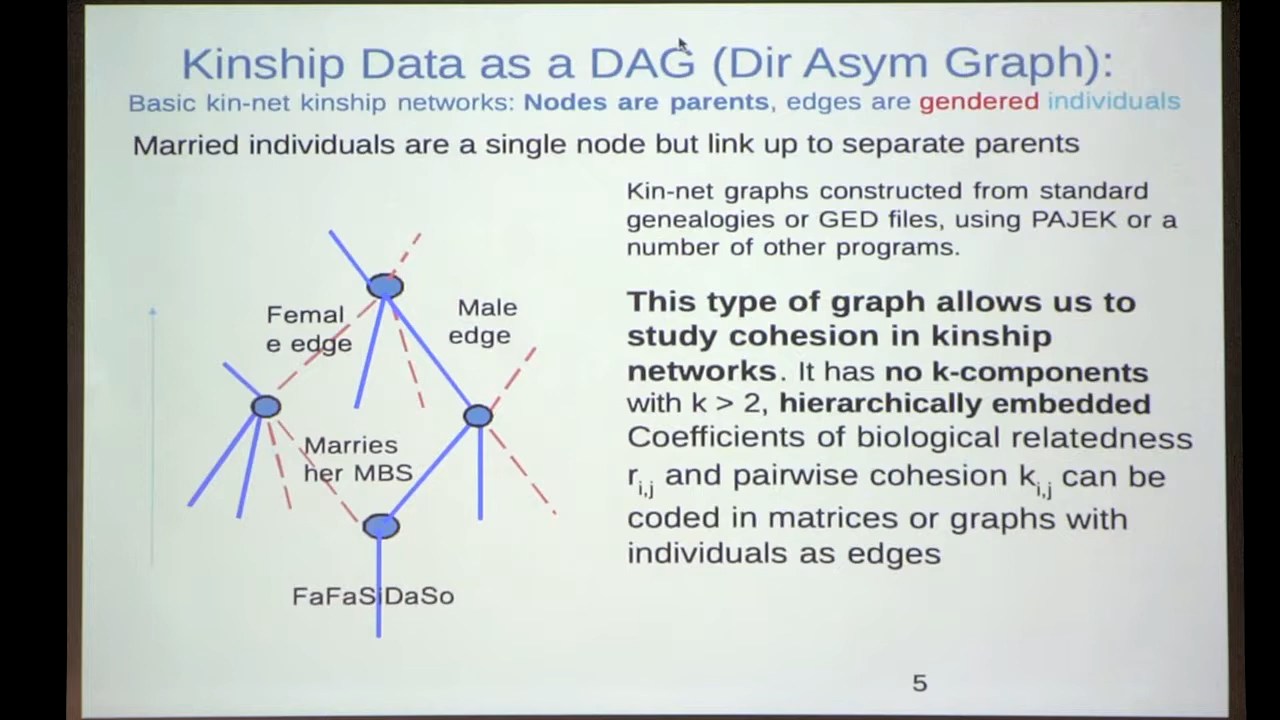 Kinship Data as a DAG (Dir Asym Graph):
Basic kin-net kinship networks: Nodes are parents, edges are gendered individuals
Married individuals are a single node but link up to separate parents
Kin-net graphs constructed from standard
genealogies or GED files, using PAJEK or a
number of other programs.
This type of graph allows us to
study cohesion in kinship
networks. It has no k-components
with k > 2, hierarchically embedded
Coefficients of biological relatedness
ri,j and pairwise cohesion ki,j can be
coded in matrices or graphs with
individuals as edges
Femal
e edge
Male
edge
Marries
her MBS
FaFaSiDaSo
5